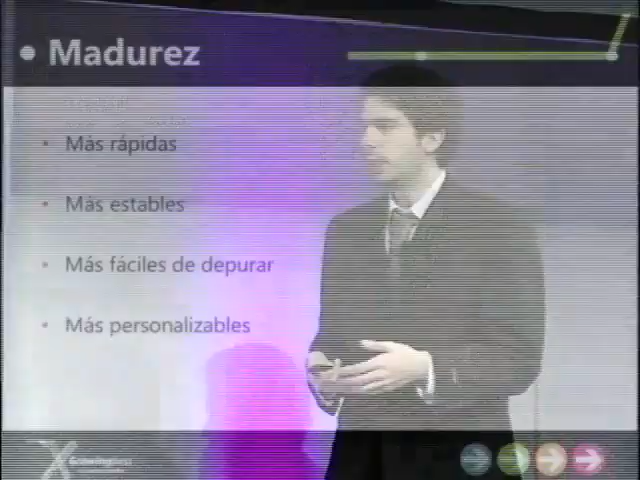 • Madurez
• Más rápidas
• Más estables
• Más fáciles de depurar
• Más personalizables